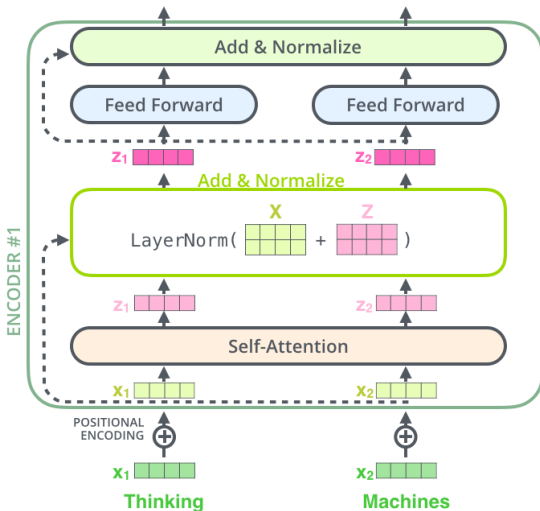 Add & Normalize
Feed Forward Feed Forward
z1 z2
Add & Normalize
X Z
LayerNorm( + )
ENCODER #1
z1 z2
Self-Attention
x1 x2
POSITIONAL
ENCODING
x1 x2
Thinking Machines